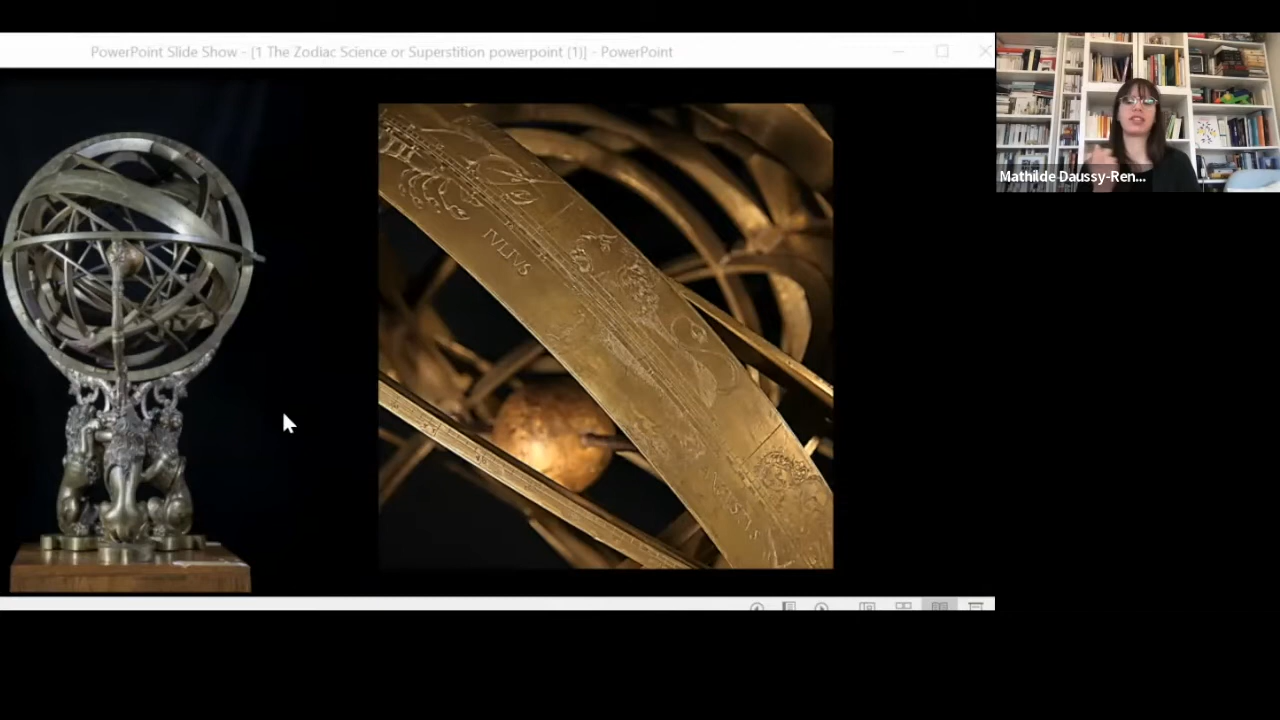 PowerPoint Slide Show - [1 The Zodiac Science or Superstition powerpoint (1)] - PowerPoint
Mathilde Daussy-Ren...
IVLIVS